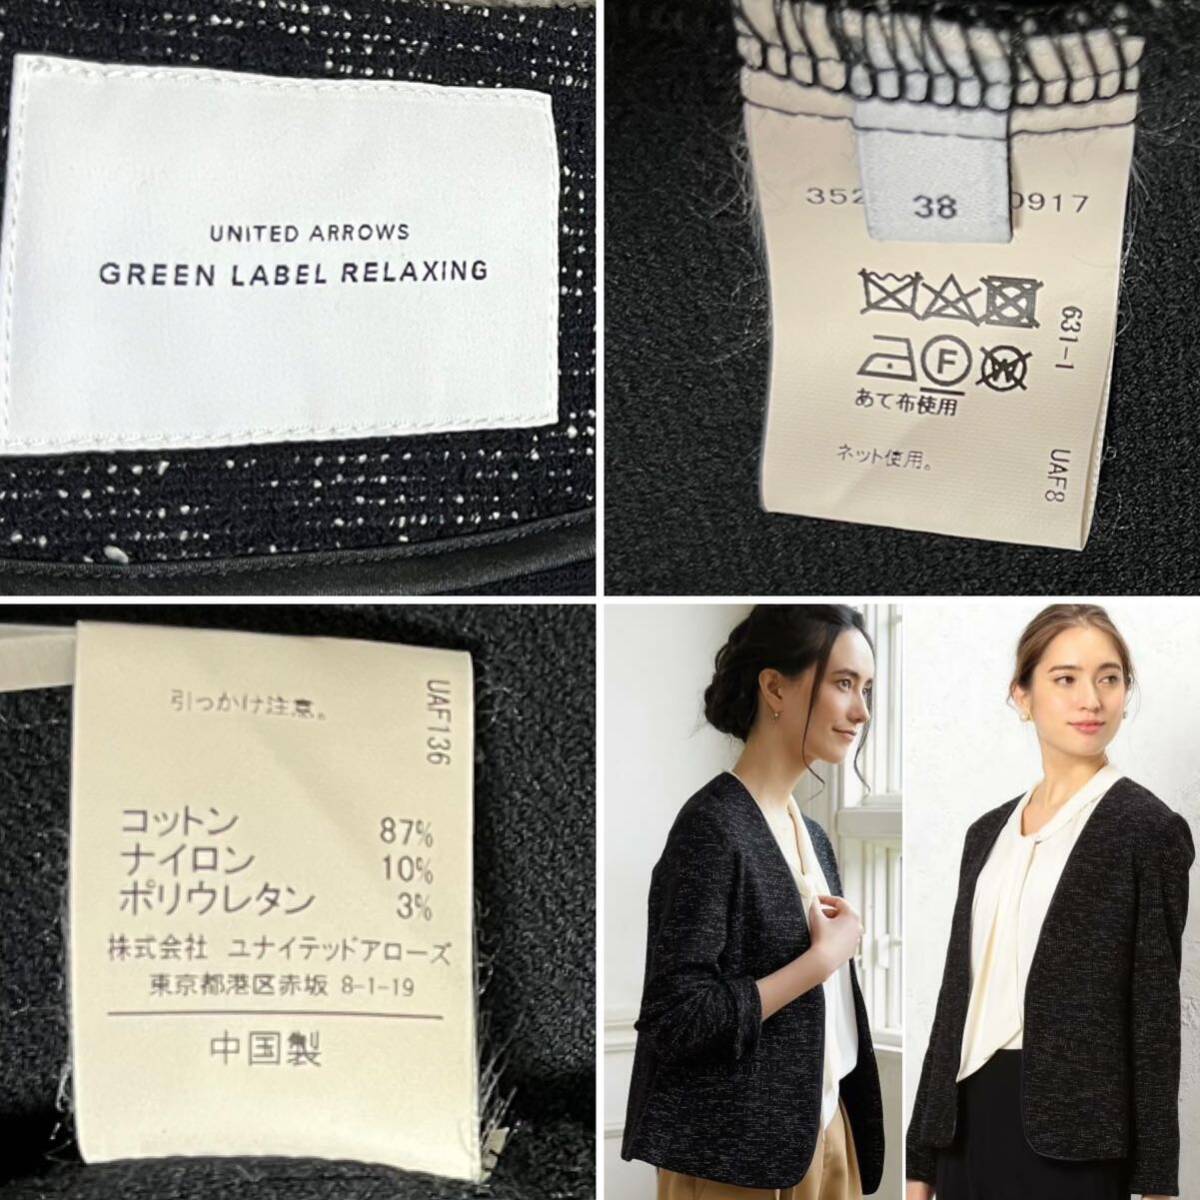 UNITED ARROWS
GREEN LABEL RELAXING
352
0917
38
631-1
F
W
あて布使用
ネット使用。
UAF8
引っかけ注意。
UAF136
コットン 87%
ナイロン 10%
ポリウレタン 3%
株式会社 ユナイテッドアローズ
東京都港区赤坂 8-1-19
中国製